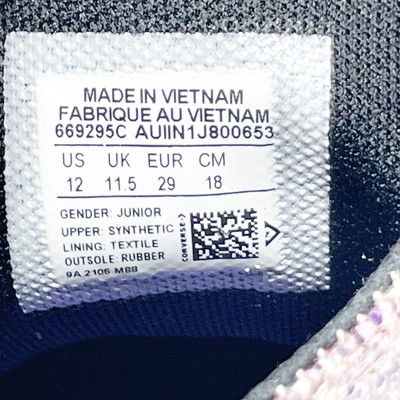 MADE IN VIETNAM
FABRIQUE AU VIETNAM
669295C AUIIN1J800653
US UK EUR CM
12 11.5 29 18
GENDER: JUNIOR
UPPER: SYNTHETIC
LINING: TEXTILE
OUTSOLE: RUBBER
9A 2106 MBB
CONVERSE